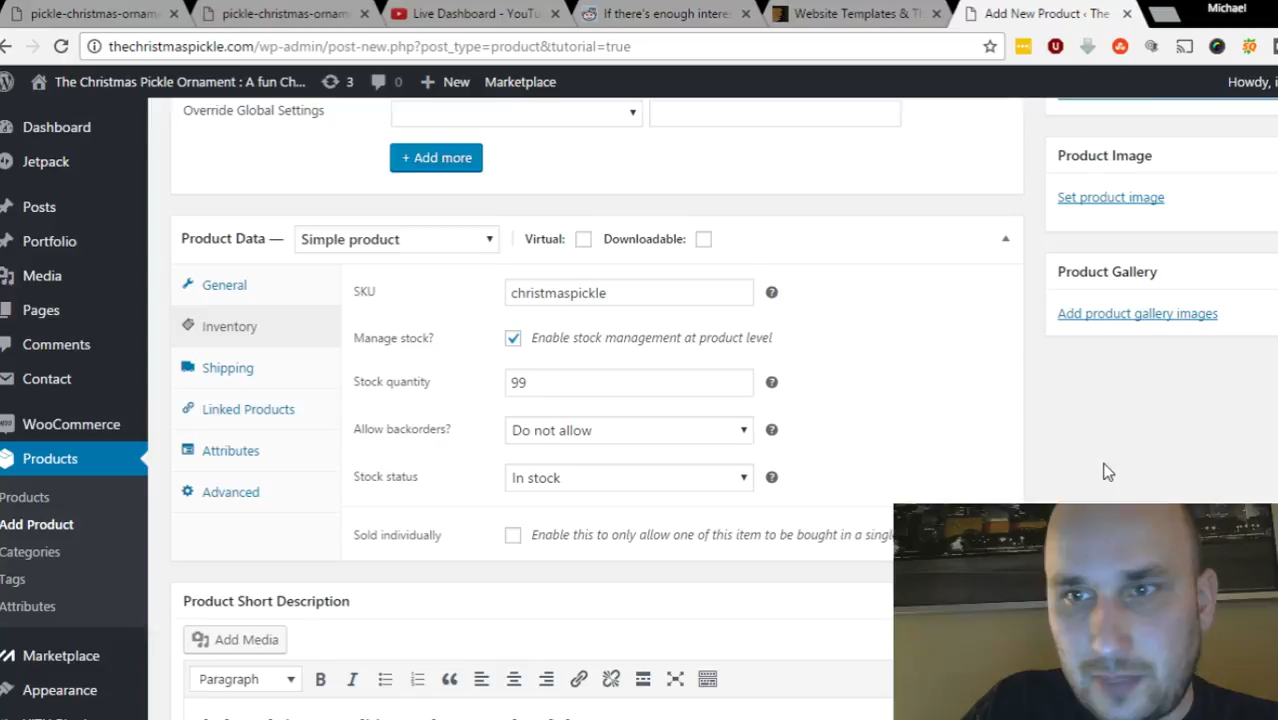 pickle-christmas-ornam
pickle-christmas-ornam
Live Dashboard - YouTu
If there's enough intere
Website Templates & T
Add New Product ‹ The
Michael
thechristmaspickle.com/wp-admin/post-new.php?post_type=product&tutorial=true
The Christmas Pickle Ornament : A fun Ch...
3
0
+ New
Marketplace
Howdy, i
Dashboard
Jetpack
Posts
Portfolio
Media
Pages
Comments
Contact
WooCommerce
Products
Products
Add Product
Categories
Tags
Attributes
Marketplace
Appearance
Override Global Settings
+ Add more
Product Data —
Simple product
Virtual:
Downloadable:
General
Inventory
Shipping
Linked Products
Attributes
Advanced
SKU
christmaspickle
Manage stock?
Enable stock management at product level
Stock quantity
99
Allow backorders?
Do not allow
Stock status
In stock
Sold individually
Enable this to only allow one of this item to be bought in a singl
Product Short Description
Add Media
Paragraph
B I
Product Image
Set product image
Product Gallery
Add product gallery images